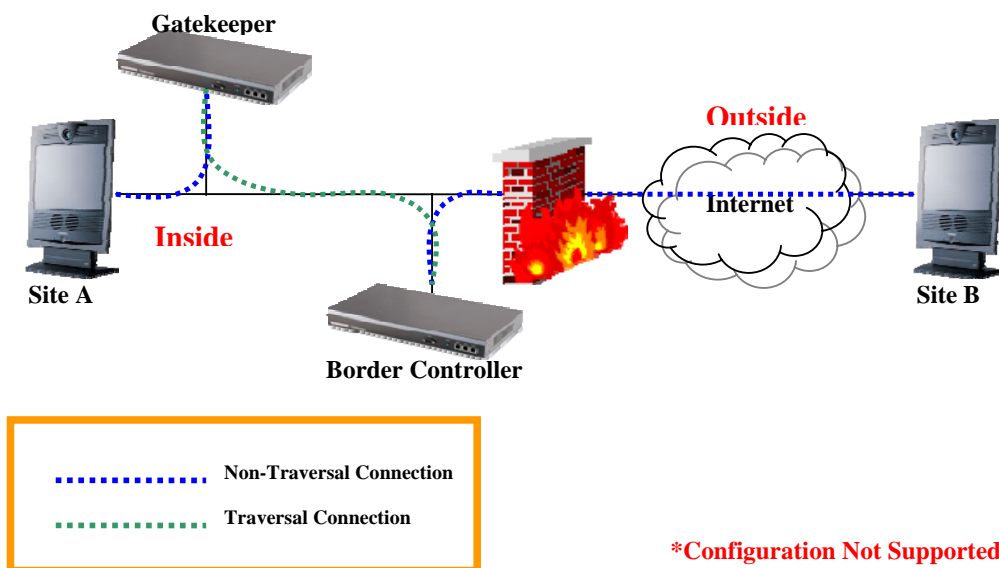 Gatekeeper
Outside
Internet
Inside
Site A
Site B
Border Controller
Non-Traversal Connection
Traversal Connection
*Configuration Not Supported